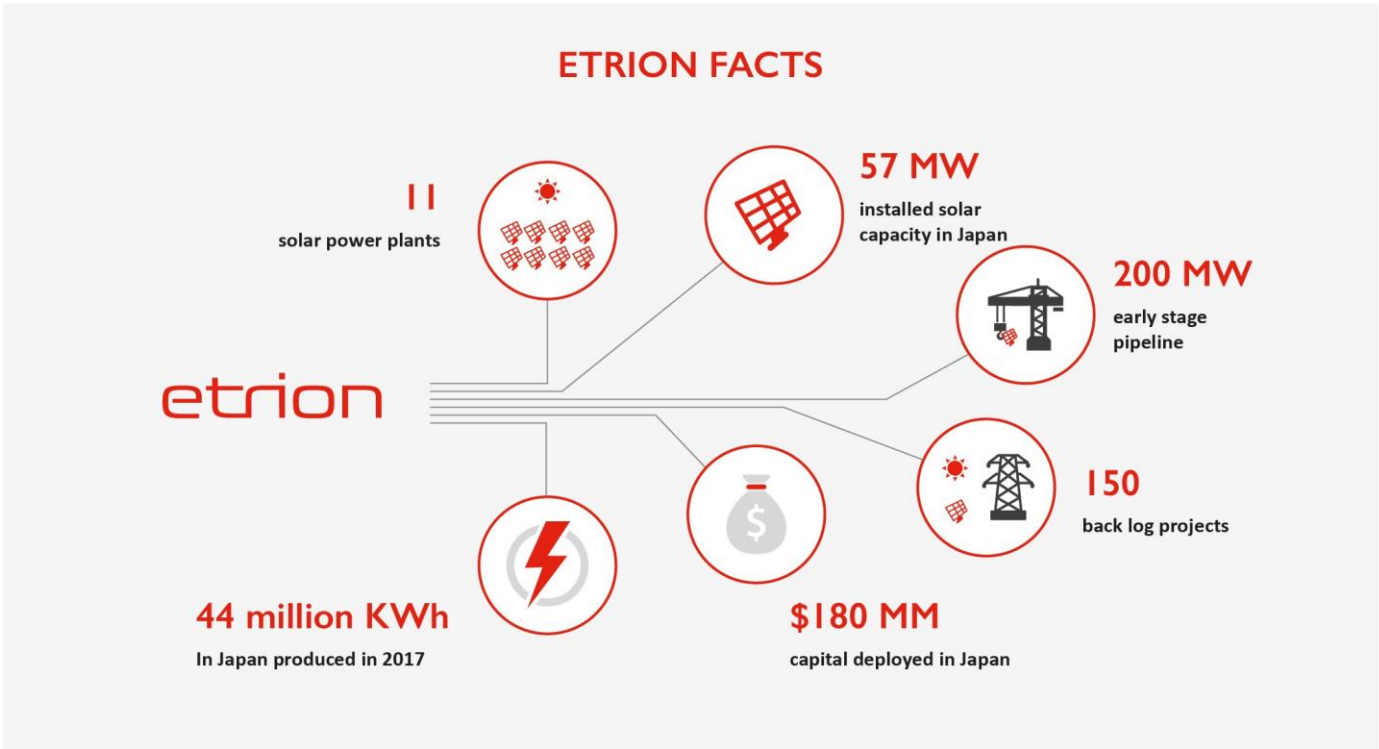 ETRION FACTS
11
solar power plants
57 MW
installed solar
capacity in Japan
200 MW
early stage
pipeline
etrion
$
150
back log projects
44 million KWh
In Japan produced in 2017
$180 MM
capital deployed in Japan